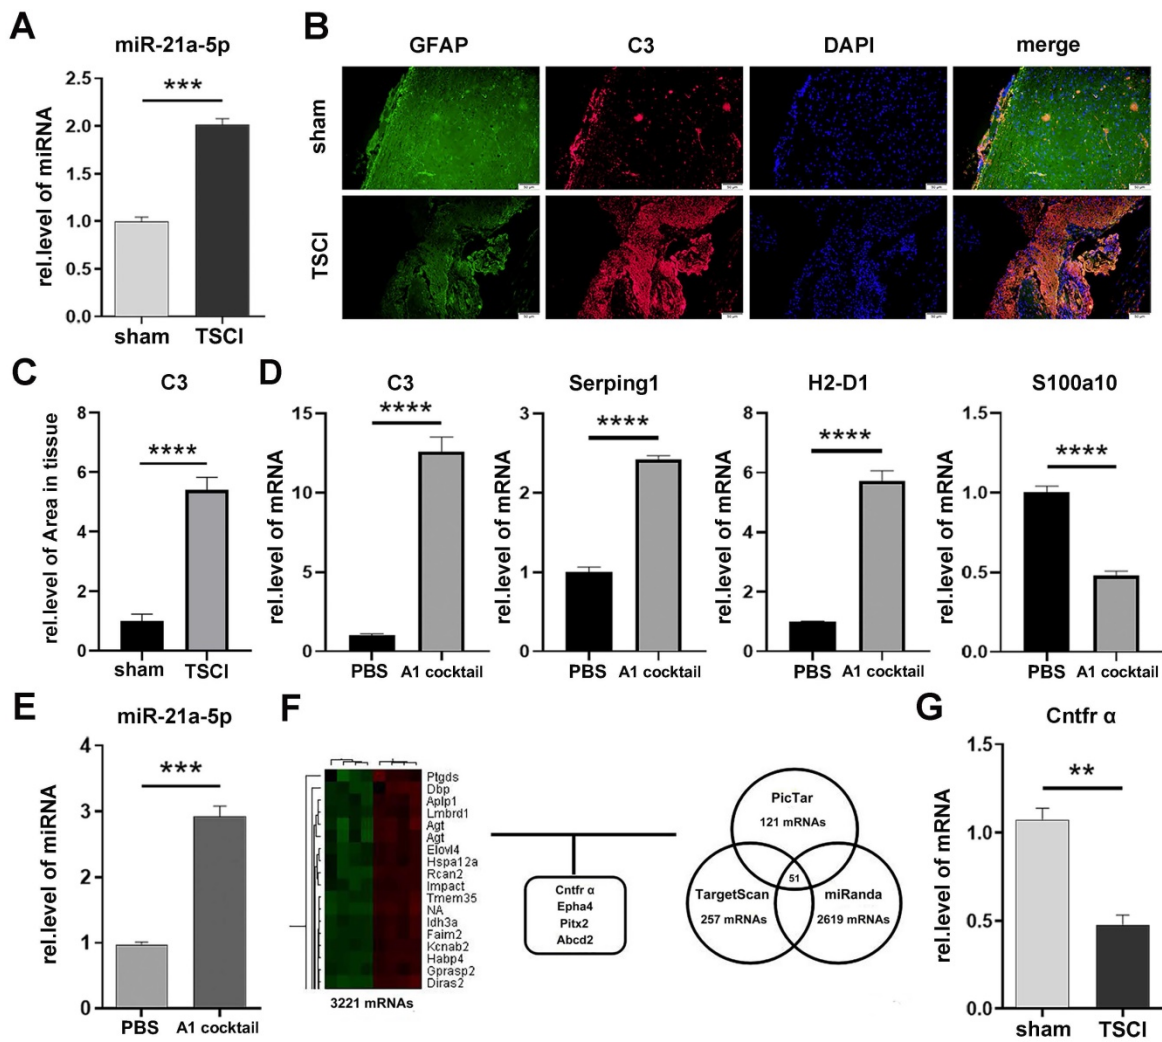 A
miR-21a-5p
rel.level of miRNA
2.5
2.0
1.5
1.0
0.5
0.0
***
sham
TSCI
B
GFAP
C3
DAPI
merge
sham
TSCI
C
C3
rel.level of Area in tissue
8
6
4
2
0
****
sham
TSCI
D
C3
rel.level of mRNA
15
10
5
0
****
PBS
A1 cocktail
Serping1
rel.level of mRNA
3
2
1
0
****
PBS
A1 cocktail
H2-D1
rel.level of mRNA
8
6
4
2
0
****
PBS
A1 cocktail
S100a10
rel.level of mRNA
1.5
1.0
0.5
0.0
****
PBS
A1 cocktail
E
miR-21a-5p
rel.level of miRNA
4
3
2
1
0
***
PBS
A1 cocktail
F
Ptgds
Dbp
Aplp1
Lmbrd1
Agt
Agt
Elovl4
Hspa12a
Rcan2
Impact
Tmem35
NA
Idh3a
Faim2
Kcnab2
Habp4
Gprasp2
Diras2
3221 mRNAs
Cntfr α
Epha4
Pitx2
Abcd2
PicTar
121 mRNAs
51
TargetScan
257 mRNAs
miRanda
2619 mRNAs
G
Cntfr α
rel.level of mRNA
1.5
1.0
0.5
0.0
**
sham
TSCI